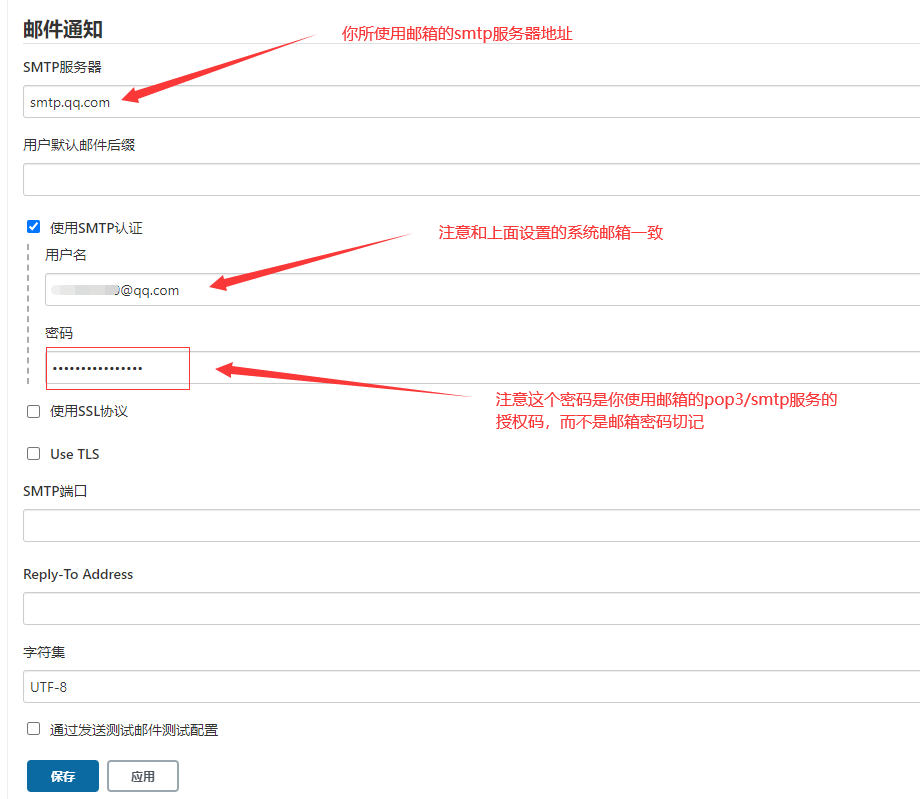 邮件通知
你所使用邮箱的smtp服务器地址
SMTP服务器
smtp.qq.com
用户默认邮件后缀
使用SMTP认证
注意和上面设置的系统邮箱一致
用户名
@qq.com
密码
••••••••••••••••
注意这个密码是你使用邮箱的pop3/smtp服务的
授权码，而不是邮箱密码切记
使用SSL协议
Use TLS
SMTP端口
Reply-To Address
字符集
UTF-8
通过发送测试邮件测试配置
保存
应用